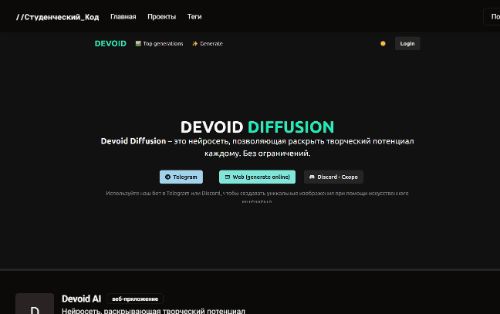 //Студенческий_Код Главная Проекты Теги По
DEVOID Top generations Generate Login
DEVOID DIFFUSION
Devoid Diffusion – это нейросеть, позволяющая раскрыть творческий потенциал
каждому. Без ограничений.
Telegram Web (generate online) Discord - Скоро
Используйте наш бот в Telegram или Discord, чтобы создавать уникальные изображения при помощи искусственного
интеллекта
Devoid AI веб-приложение
D Нейросеть, раскрывающая творческий потенциал